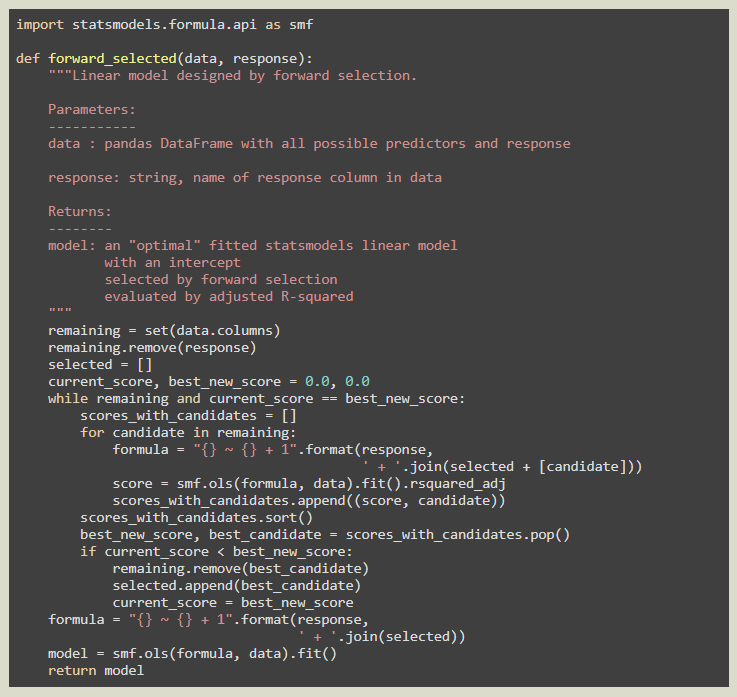 import statsmodels.formula.api as smf

def forward_selected(data, response):
    """Linear model designed by forward selection.

    Parameters:
    -----------
    data : pandas DataFrame with all possible predictors and response

    response: string, name of response column in data

    Returns:
    --------
    model: an "optimal" fitted statsmodels linear model
           with an intercept
           selected by forward selection
           evaluated by adjusted R-squared
    """
    remaining = set(data.columns)
    remaining.remove(response)
    selected = []
    current_score, best_new_score = 0.0, 0.0
    while remaining and current_score == best_new_score:
        scores_with_candidates = []
        for candidate in remaining:
            formula = "{} ~ {} + 1".format(response,
                                           ' + '.join(selected + [candidate]))
            score = smf.ols(formula, data).fit().rsquared_adj
            scores_with_candidates.append((score, candidate))
        scores_with_candidates.sort()
        best_new_score, best_candidate = scores_with_candidates.pop()
        if current_score < best_new_score:
            remaining.remove(best_candidate)
            selected.append(best_candidate)
            current_score = best_new_score
    formula = "{} ~ {} + 1".format(response,
                                   ' + '.join(selected))
    model = smf.ols(formula, data).fit()
    return model